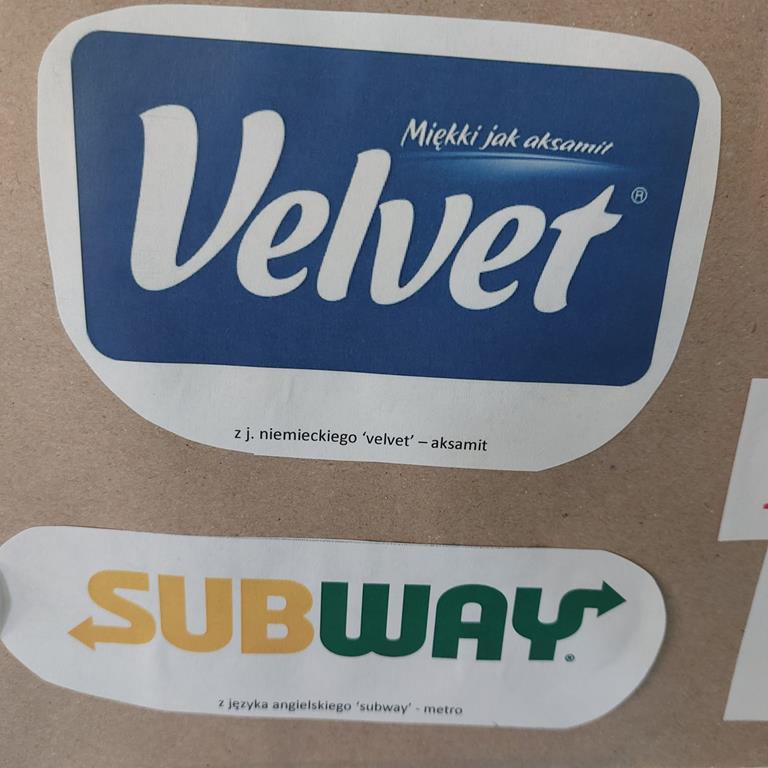 Miękki jak aksamit
Velvet®
z j. niemieckiego ‘velvet’ – aksamit
SUBWAY®
z języka angielskiego ‘subway’ - metro